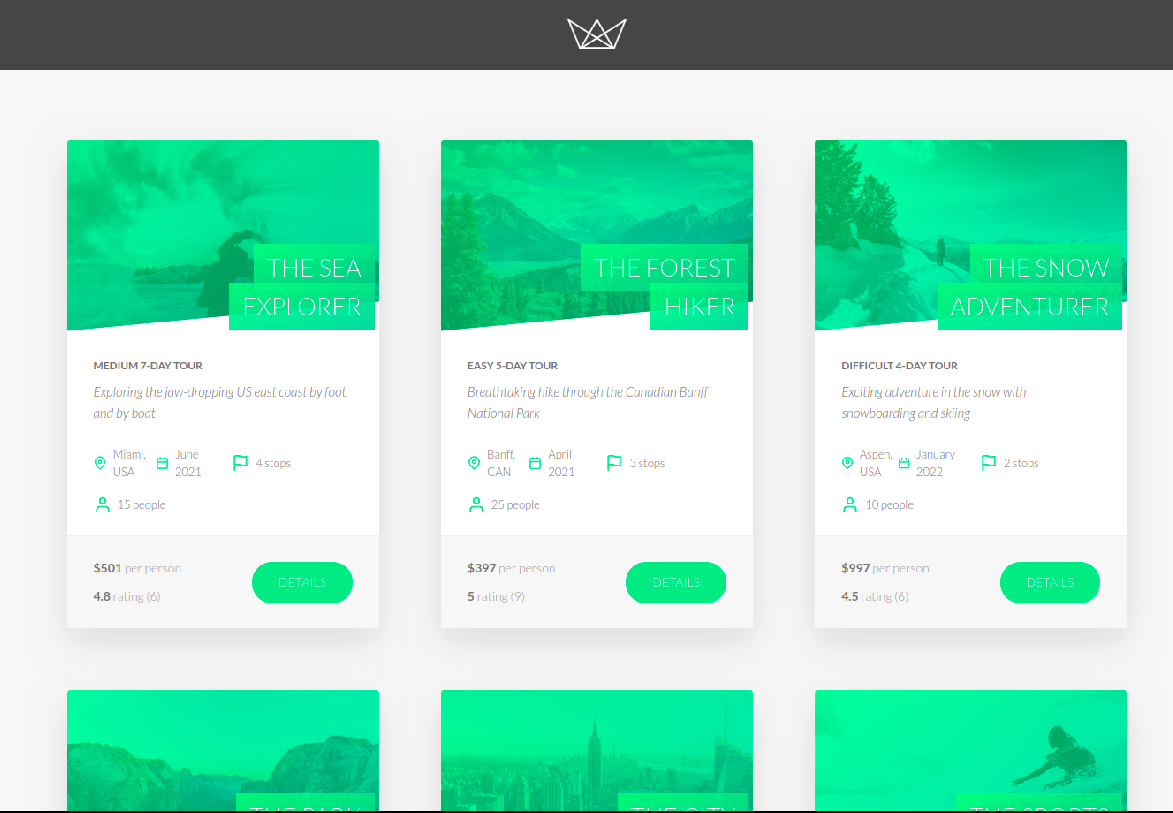 THE SEA
EXPLORER
MEDIUM 7-DAY TOUR
Exploring the jaw-dropping US east coast by foot
and by boat
Miami,
USA
June
2021
4 stops
15 people
$501 per person
4.8 rating (6)
DETAILS
THE FOREST
HIKER
EASY 5-DAY TOUR
Breathtaking hike through the Canadian Banff
National Park
Banff,
CAN
April
2021
3 stops
25 people
$397 per person
5 rating (9)
DETAILS
THE SNOW
ADVENTURER
DIFFICULT 4-DAY TOUR
Exciting adventure in the snow with
snowboarding and skiing
Aspen,
USA
January
2022
2 stops
10 people
$997 per person
4.5 rating (6)
DETAILS
THE PARK
THE CITY
THE SPORTS